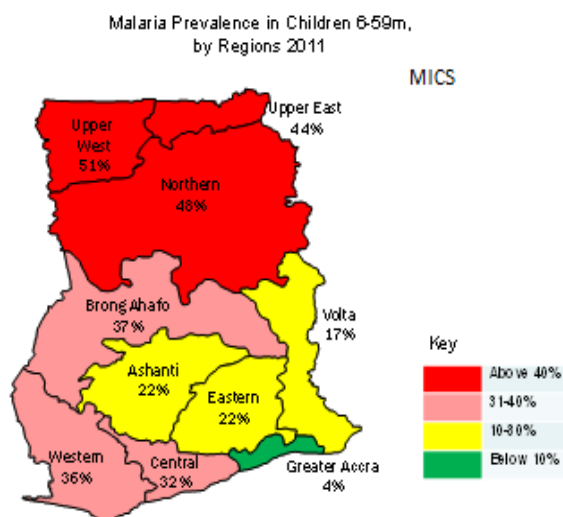 Malaria Prevalence in Children 6-59m,
by Regions 2011
MICS
Upper East
44%
Upper
West
51%
Northern
48%
Brong Ahafo
37%
Volta
17%
Ashanti
22%
Eastern
22%
Western
36%
Central
32%
Greater Accra
4%
Key
Above 40%
31-40%
10-30%
Below 10%